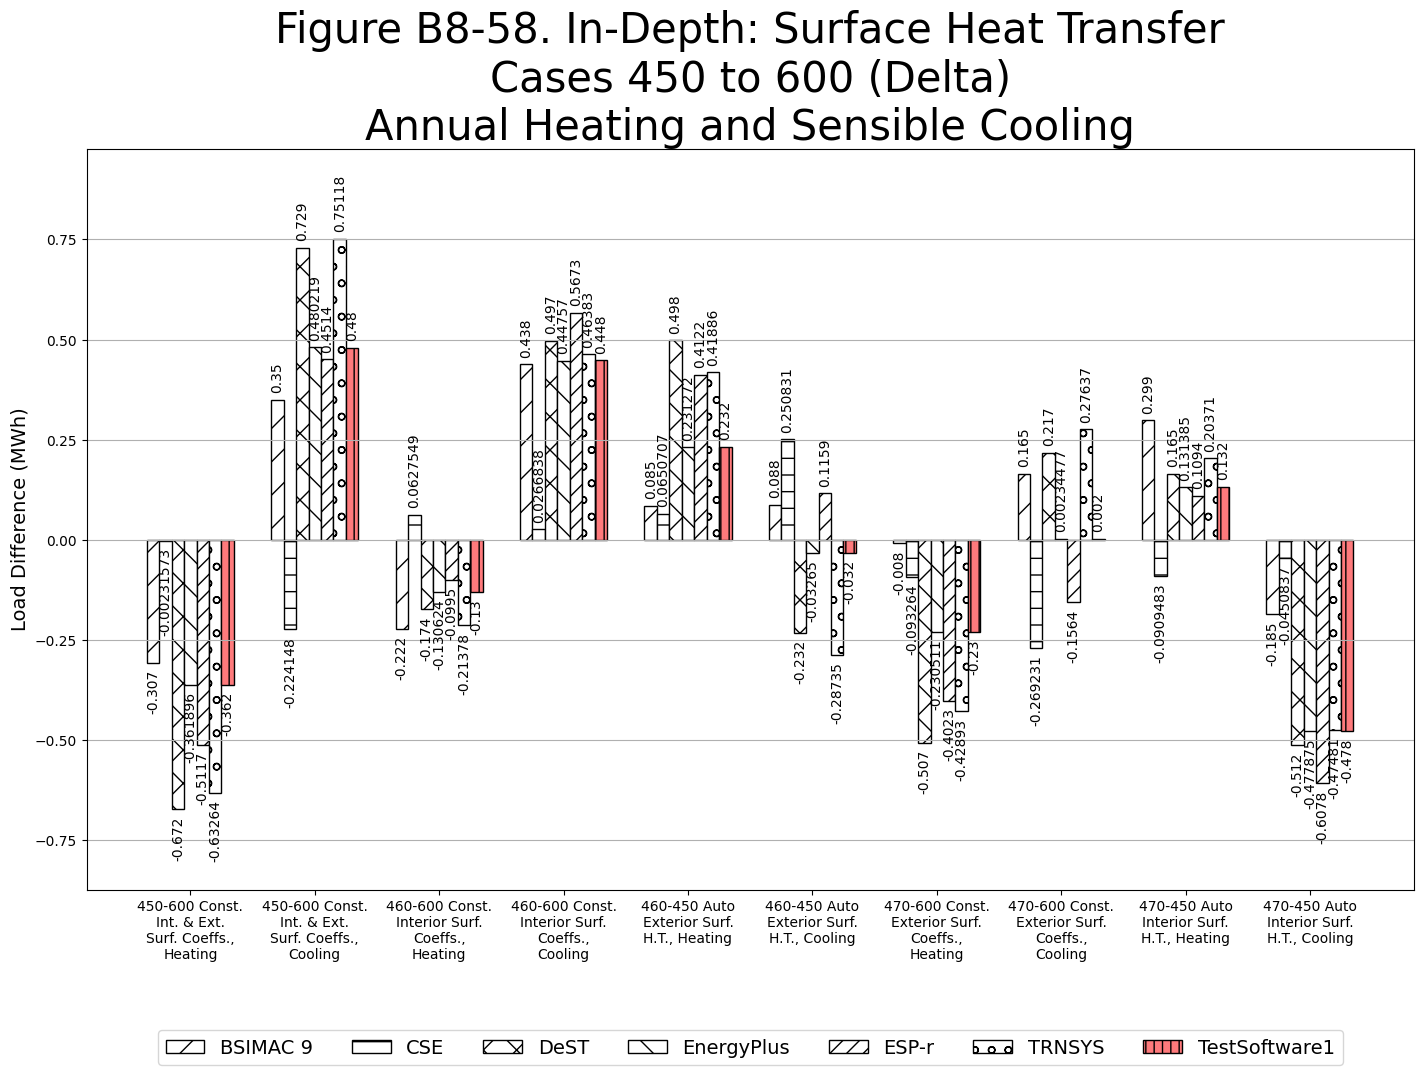 Figure B8-58. In-Depth: Surface Heat Transfer
Cases 450 to 600 (Delta)
Annual Heating and Sensible Cooling
Load Difference (MWh)
0.75
0.50
0.25
0.00
−0.25
−0.50
−0.75
-0.307
-0.00231573
-0.672
-0.361896
-0.5117
-0.63264
-0.362
0.35
-0.224148
0.729
0.480219
0.4514
0.75118
0.48
-0.222
0.0627549
-0.174
-0.130624
-0.0995
-0.21378
-0.13
0.438
0.0266838
0.497
0.44757
0.5673
0.46383
0.448
0.085
0.0650707
0.498
0.231272
0.4122
0.41886
0.232
0.088
0.250831
-0.232
-0.03265
0.1159
-0.28735
-0.032
-0.008
-0.093264
-0.507
-0.230511
-0.4023
-0.42893
-0.23
0.165
-0.269231
0.217
0.00234477
-0.1564
0.27637
0.002
0.299
-0.0909483
0.165
0.131385
0.1094
0.20371
0.132
-0.185
-0.0450837
-0.512
-0.477875
-0.6078
-0.47481
-0.478
450-600 Const.
Int. & Ext.
Surf. Coeffs.,
Heating
450-600 Const.
Int. & Ext.
Surf. Coeffs.,
Cooling
460-600 Const.
Interior Surf.
Coeffs.,
Heating
460-600 Const.
Interior Surf.
Coeffs.,
Cooling
460-450 Auto
Exterior Surf.
H.T., Heating
460-450 Auto
Exterior Surf.
H.T., Cooling
470-600 Const.
Exterior Surf.
Coeffs.,
Heating
470-600 Const.
Exterior Surf.
Coeffs.,
Cooling
470-450 Auto
Interior Surf.
H.T., Heating
470-450 Auto
Interior Surf.
H.T., Cooling
BSIMAC 9
CSE
DeST
EnergyPlus
ESP-r
TRNSYS
TestSoftware1